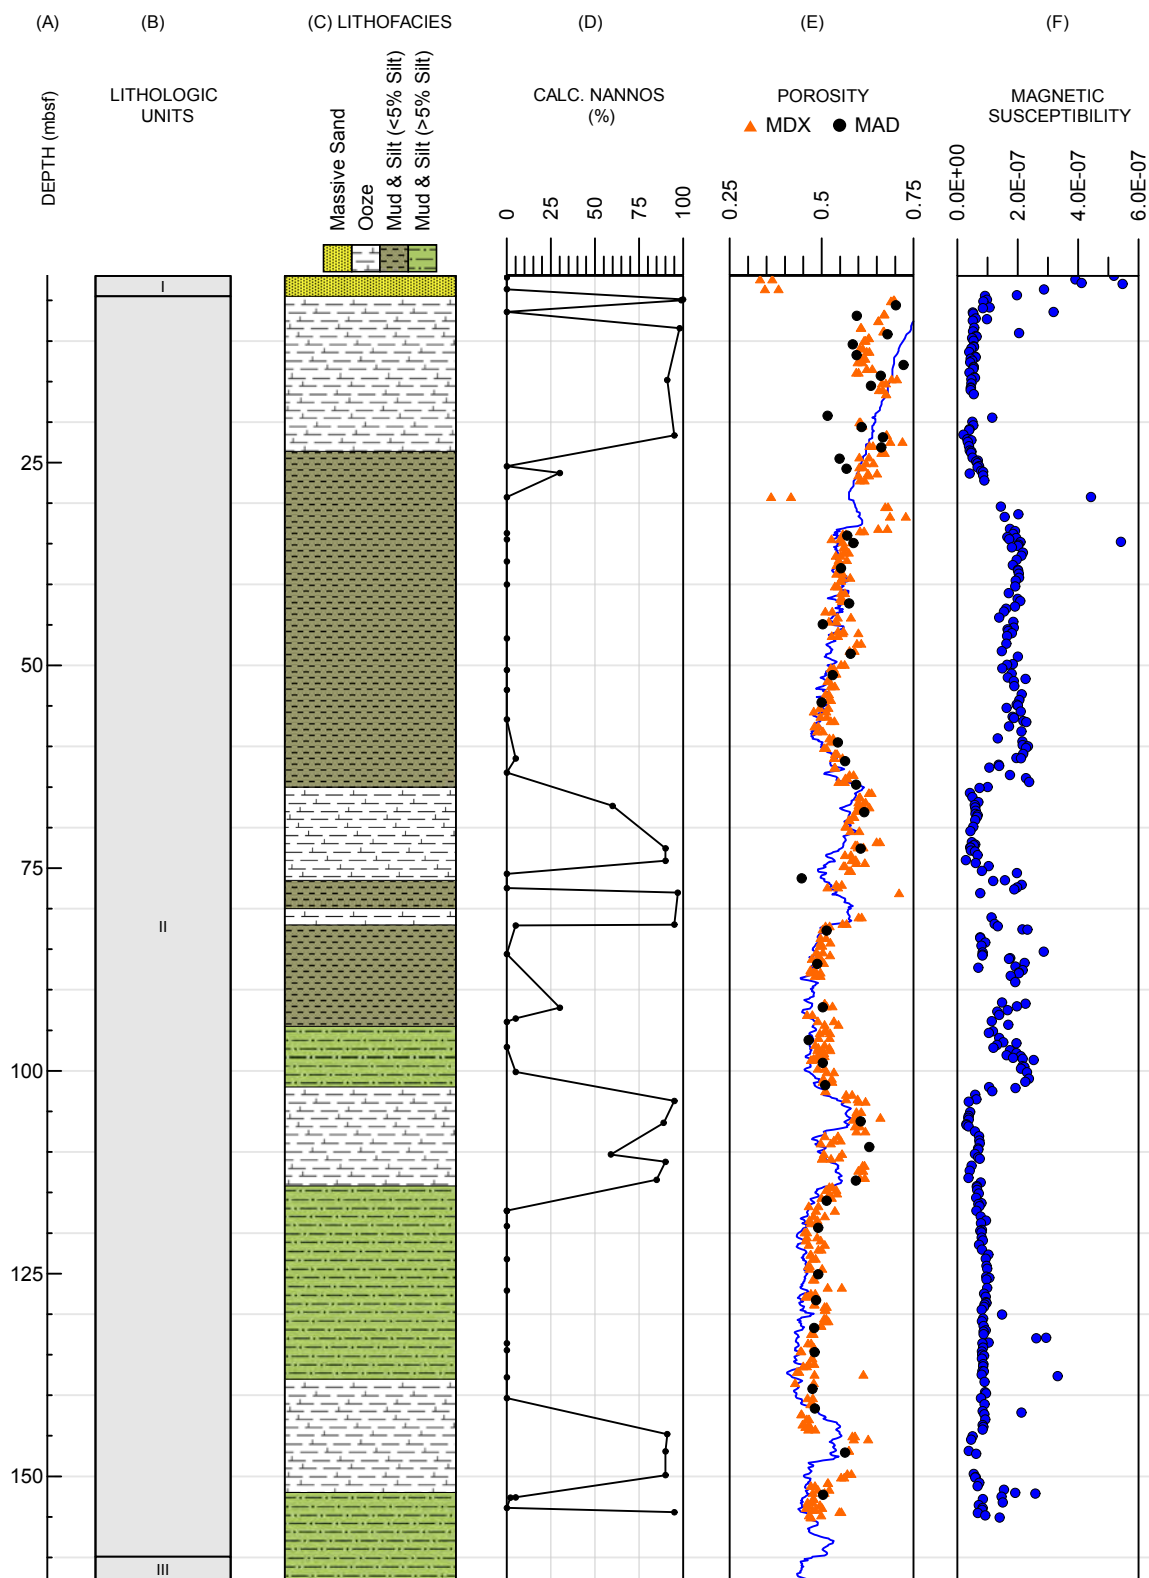 (A)
(B)
(C) LITHOFACIES
(D)
(E)
(F)
DEPTH (mbsf)
LITHOLOGIC
UNITS
Massive Sand
Ooze
Mud & Silt (<5% Silt)
Mud & Silt (>5% Silt)
CALC. NANNOS
(%)
POROSITY
MDX MAD
MAGNETIC
SUSCEPTIBILITY
0 25 50 75 100
0.25 0.5 0.75
0.0E+00 2.0E-07 4.0E-07 6.0E-07
I
25
50
75
II
100
125
150
III